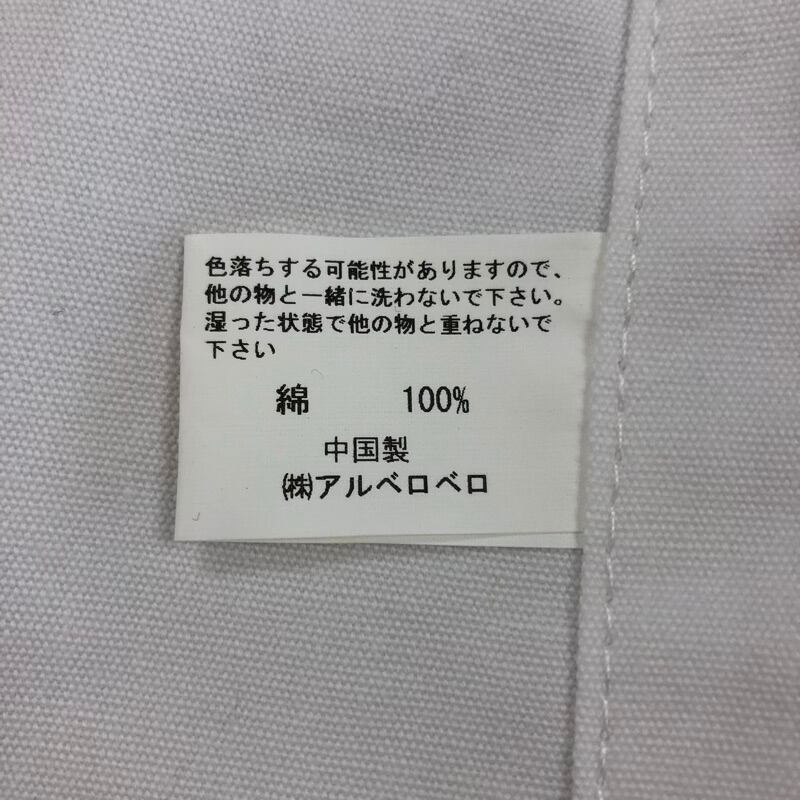 色落ちする可能性がありますので、
他の物と一緒に洗わないで下さい。
湿った状態で他の物と重ねないで
下さい
綿 100%
中国製
㈱アルベロベロ